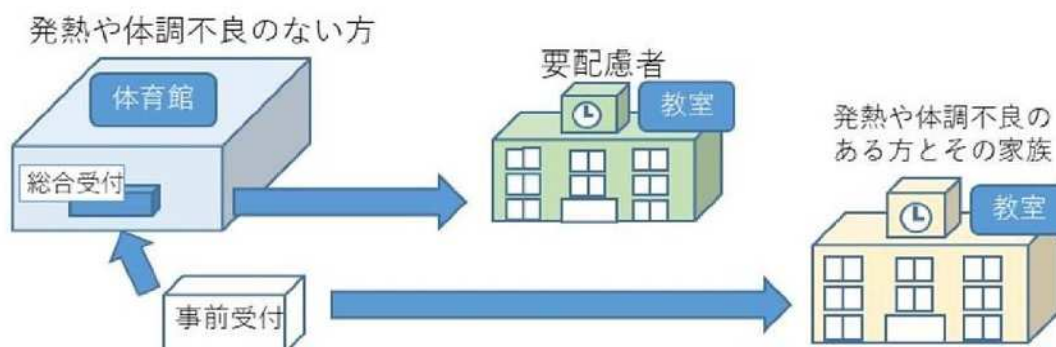 発熱や体調不良のない方
体育館
総合受付
事前受付
要配慮者
教室
発熱や体調不良の
ある方とその家族
教室